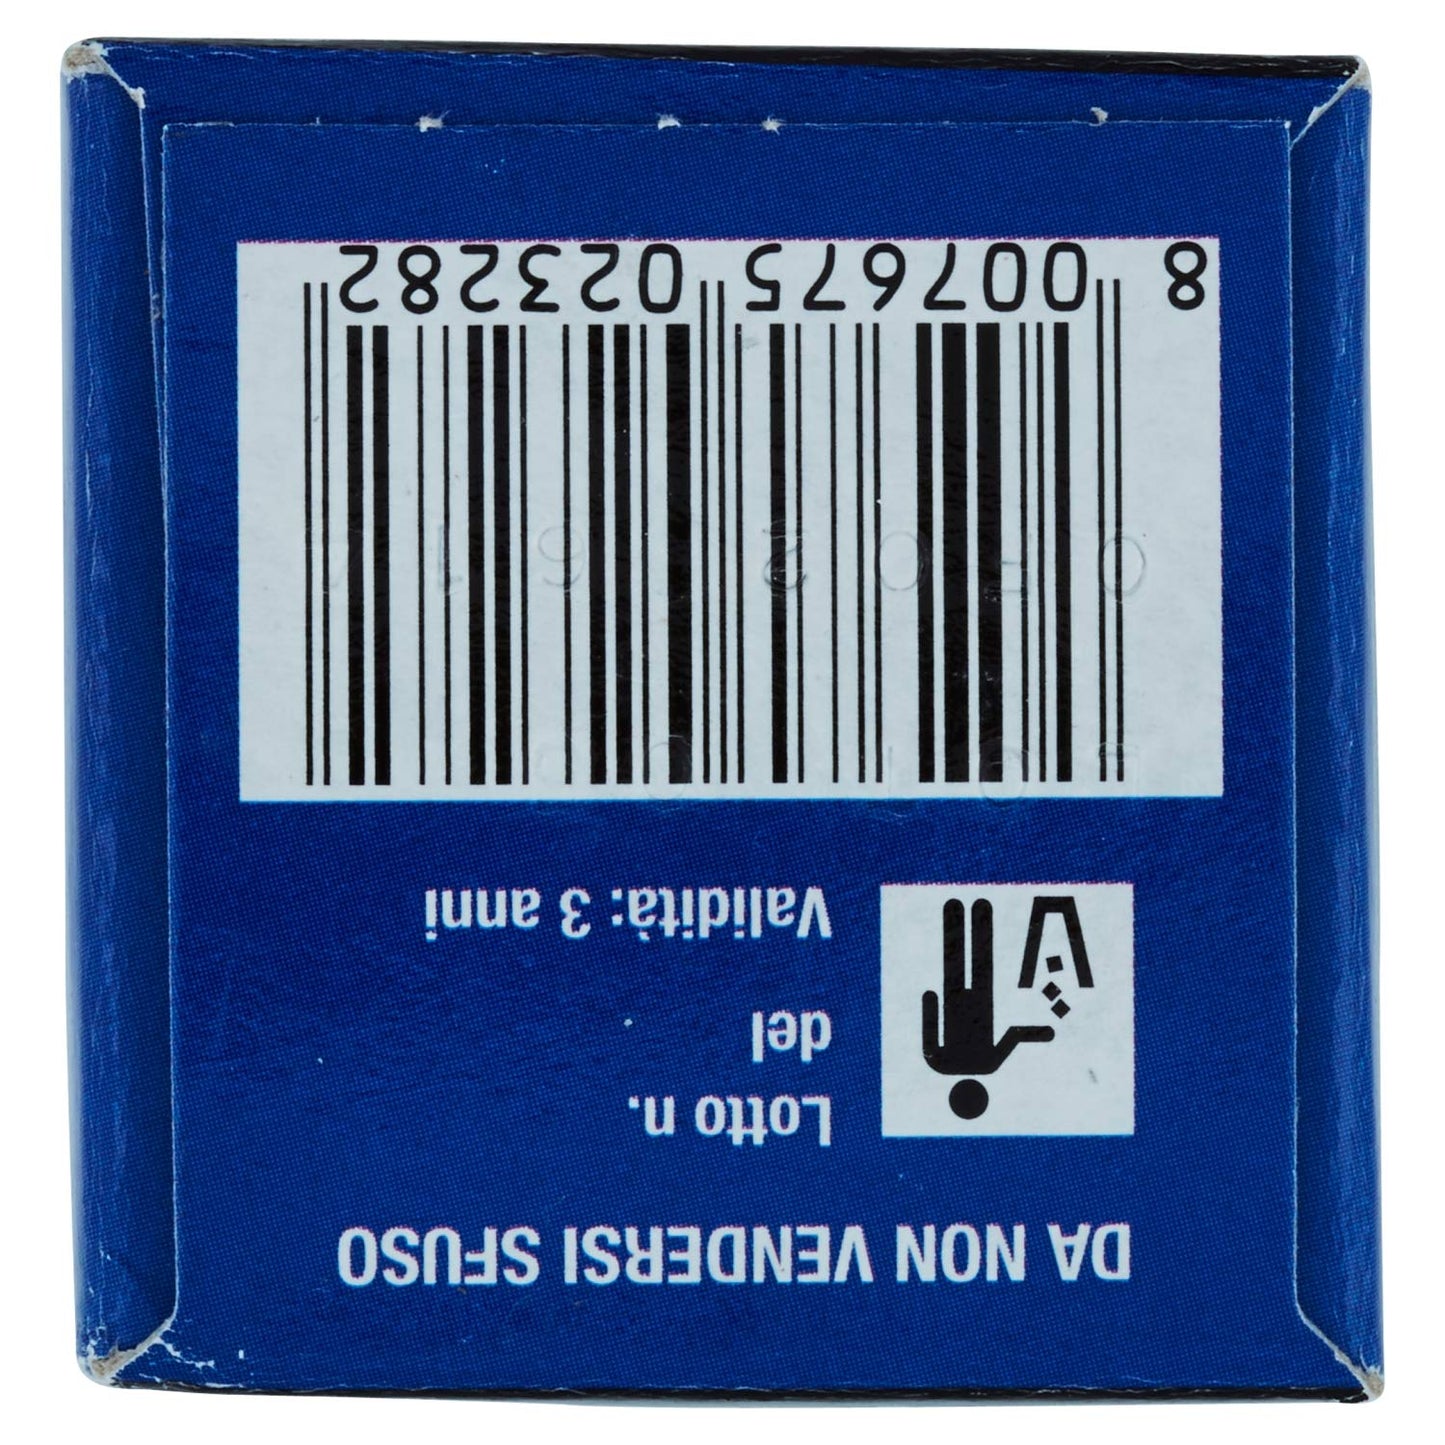 DA NON VENDERSI SFUSO
Lotto n.
del
Validità: 3 anni
8 007675 023282